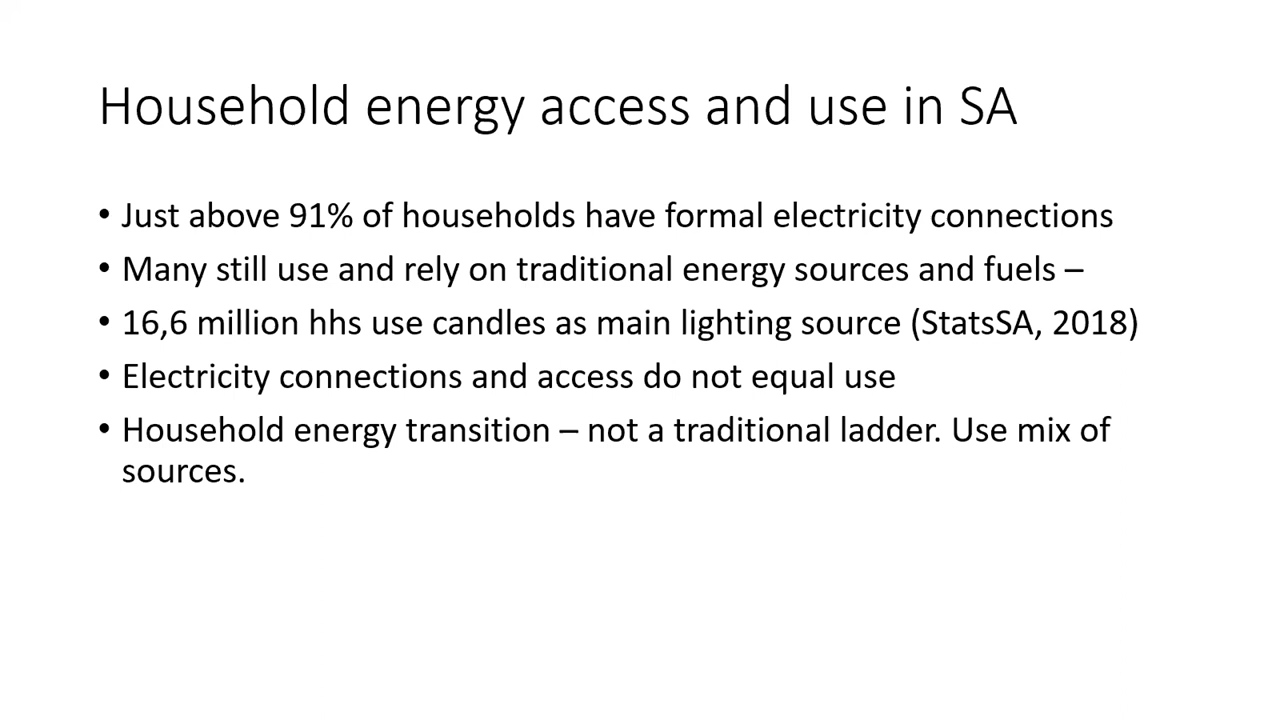 Household energy access and use in SA
• Just above 91% of households have formal electricity connections
• Many still use and rely on traditional energy sources and fuels –
• 16,6 million hhs use candles as main lighting source (StatsSA, 2018)
• Electricity connections and access do not equal use
• Household energy transition – not a traditional ladder. Use mix of
sources.